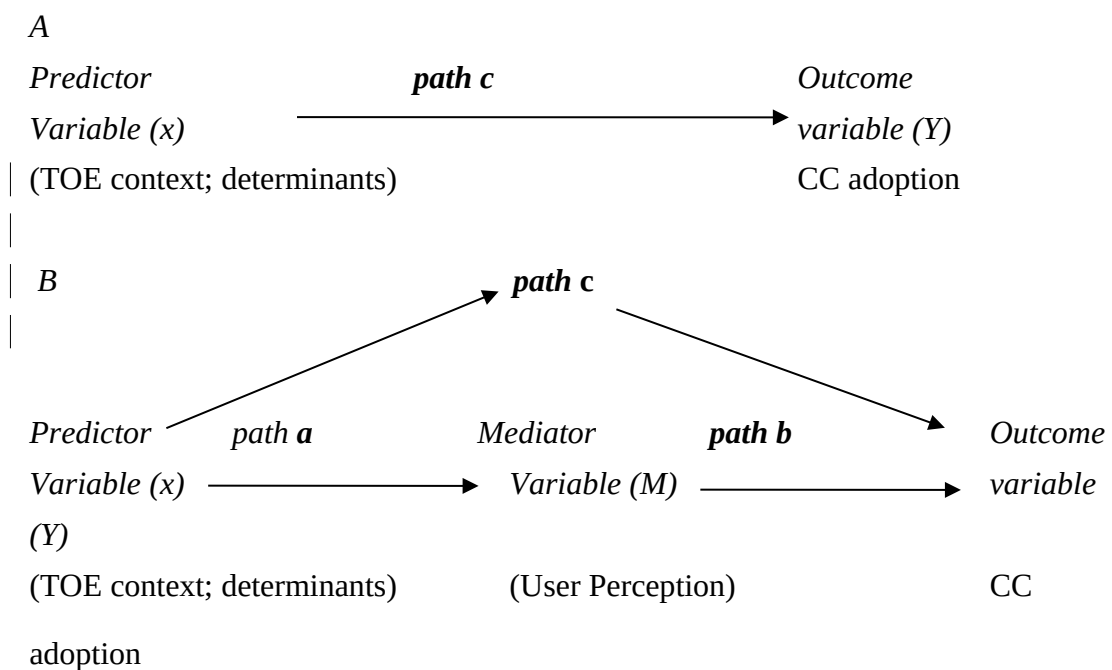 A
Predictor path c Outcome
Variable (x) variable (Y)
(TOE context; determinants) CC adoption
B path c
Predictor path a Mediator path b Outcome
Variable (x) Variable (M) variable
(Y)
(TOE context; determinants) (User Perception) CC
adoption